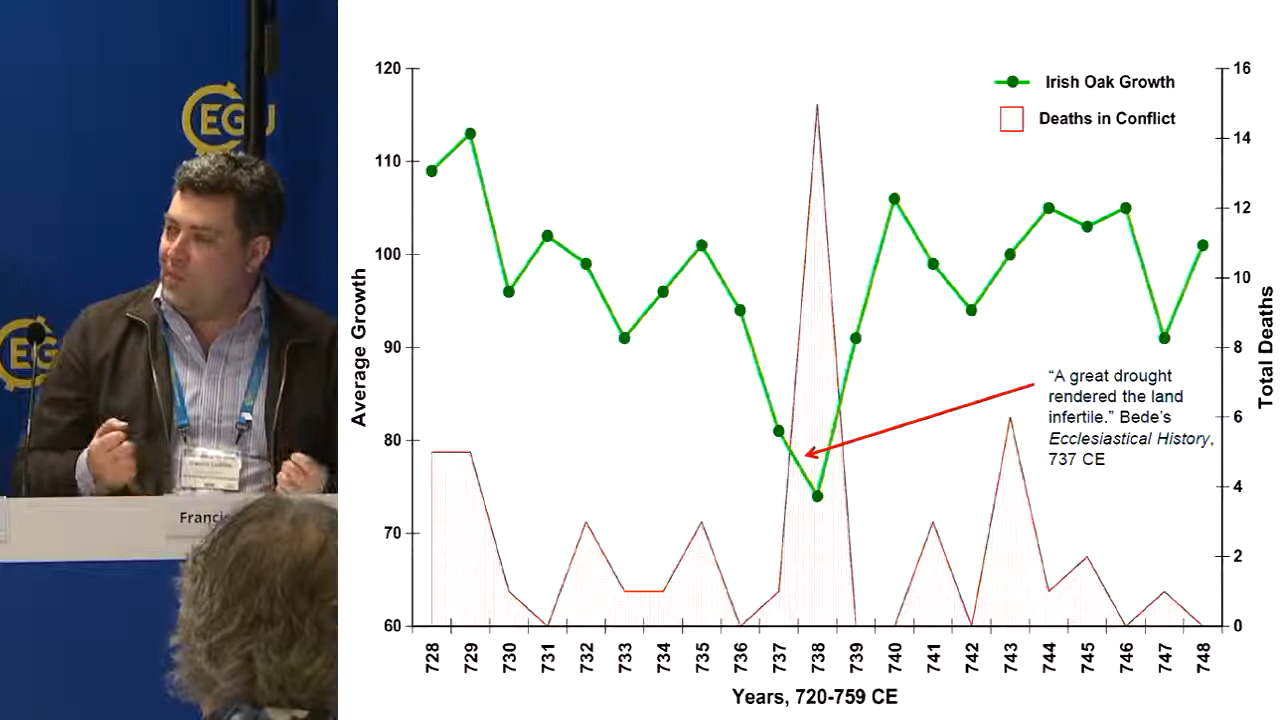 EGU
EG
Francis
120
110
100
90
80
70
60
Average Growth
16
14
12
10
8
6
4
2
0
Total Deaths
Irish Oak Growth
Deaths in Conflict
“A great drought
rendered the land
infertile.” Bede’s
Ecclesiastical History,
737 CE
728
729
730
731
732
733
734
735
736
737
738
739
740
741
742
743
744
745
746
747
748
Years, 720-759 CE